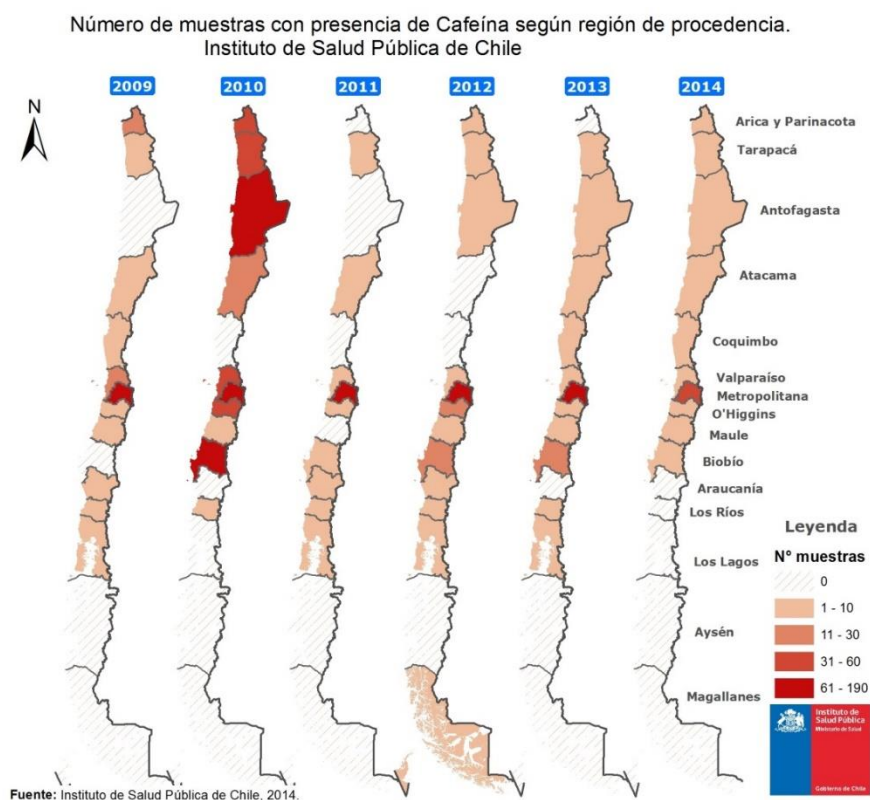 Número de muestras con presencia de Cafeína según región de procedencia.
Instituto de Salud Pública de Chile
2009
2010
2011
2012
2013
2014
N
Arica y Parinacota
Tarapacá
Antofagasta
Atacama
Coquimbo
Valparaíso
Metropolitana
O'Higgins
Maule
Biobío
Araucanía
Los Ríos
Los Lagos
Aysén
Magallanes
Leyenda
N° muestras
0
1 - 10
11 - 30
31 - 60
61 - 190
Instituto de
Salud Pública
Ministerio de Salud
Gobierno de Chile
Fuente: Instituto de Salud Pública de Chile, 2014.